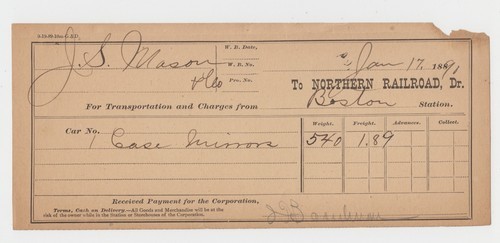 W. B. Date,
J. S. Mason
& Co
W. B. No.
Jan 17, 1891
Pro. No.
To NORTHERN RAILROAD, Dr.
For Transportation and Charges from Boston Station.
Weight. Freight. Advances. Collect.
Car No.
1 Case Mirrors 540 1.89
Received Payment for the Corporation,
Terms, Cash on Delivery.—All Goods and Merchandise will be at the
risk of the owner while in the Station or Storehouses of the Corporation.